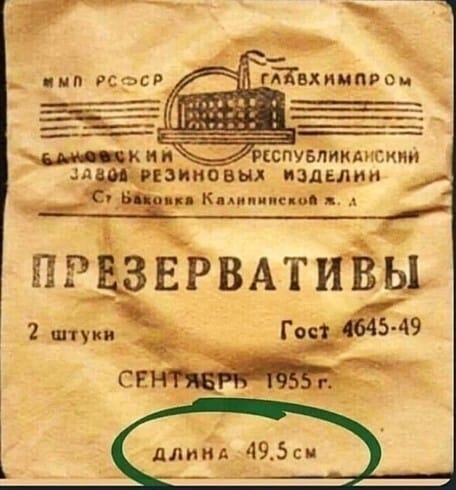 ММП РСФСР ГЛАВХИМПРОМ
БАКОВСКИЙ РЕСПУБЛИКАНСКИЙ
ЗАВОД РЕЗИНОВЫХ ИЗДЕЛИЙ
Ст Баковка Калининской ж. д
ПРЕЗЕРВАТИВЫ
2 штуки Гост 4645-49
СЕНТЯБРЬ 1955 г.
ДЛИНА 49,5 см